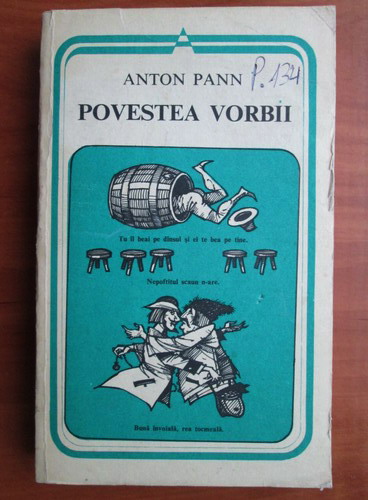 ANTON PANN
P. 134
POVESTEA VORBII
Tu îl beai pe dînsul și el te bea pe tine.
Nepoftitul scaun n-are.
Bună învoială, rea tocmeală.